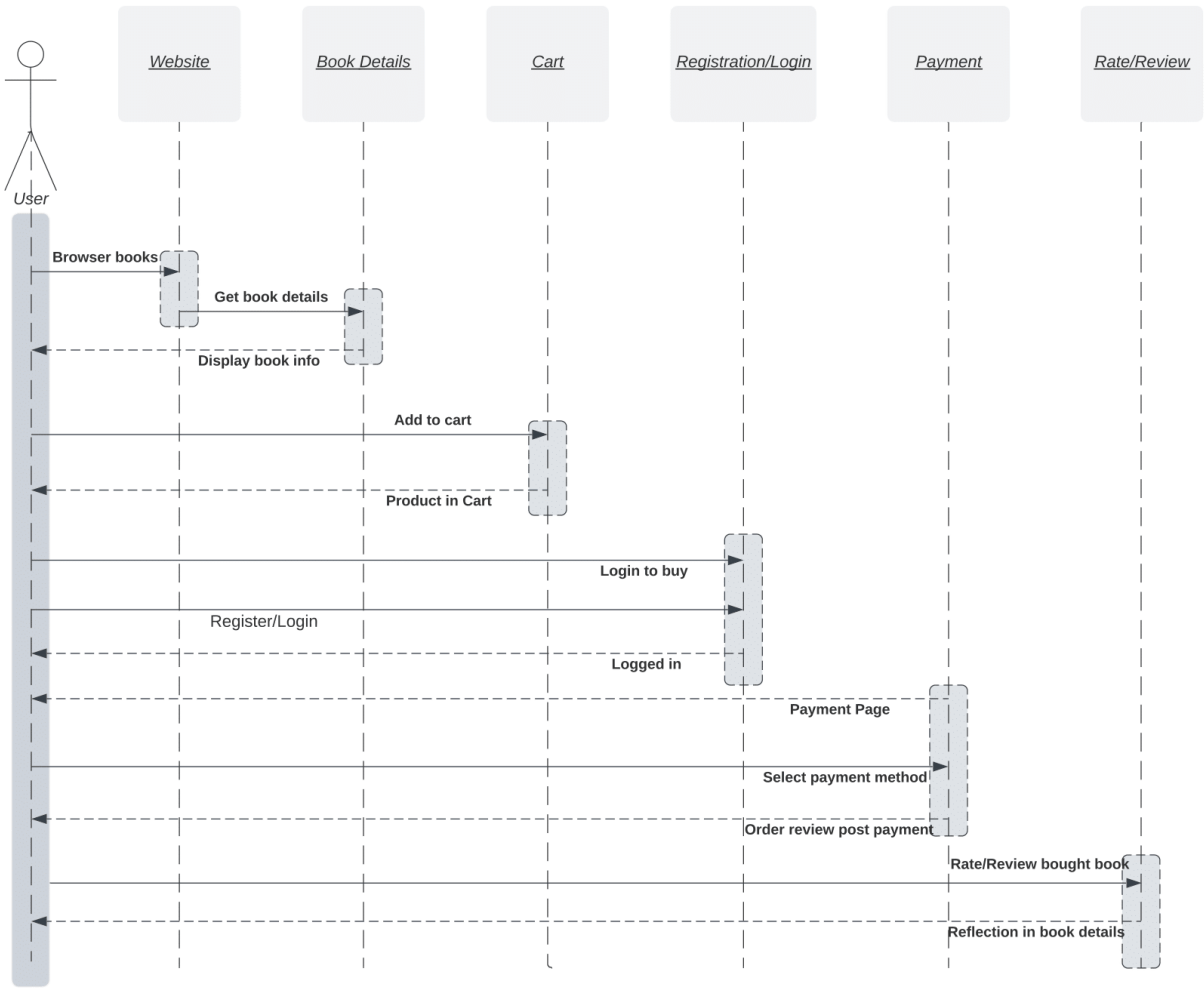 Website
Book Details
Cart
Registration/Login
Payment
Rate/Review
User
Browser books
Get book details
Display book info
Add to cart
Product in Cart
Login to buy
Register/Login
Logged in
Payment Page
Select payment method
Order review post payment
Rate/Review bought book
Reflection in book details